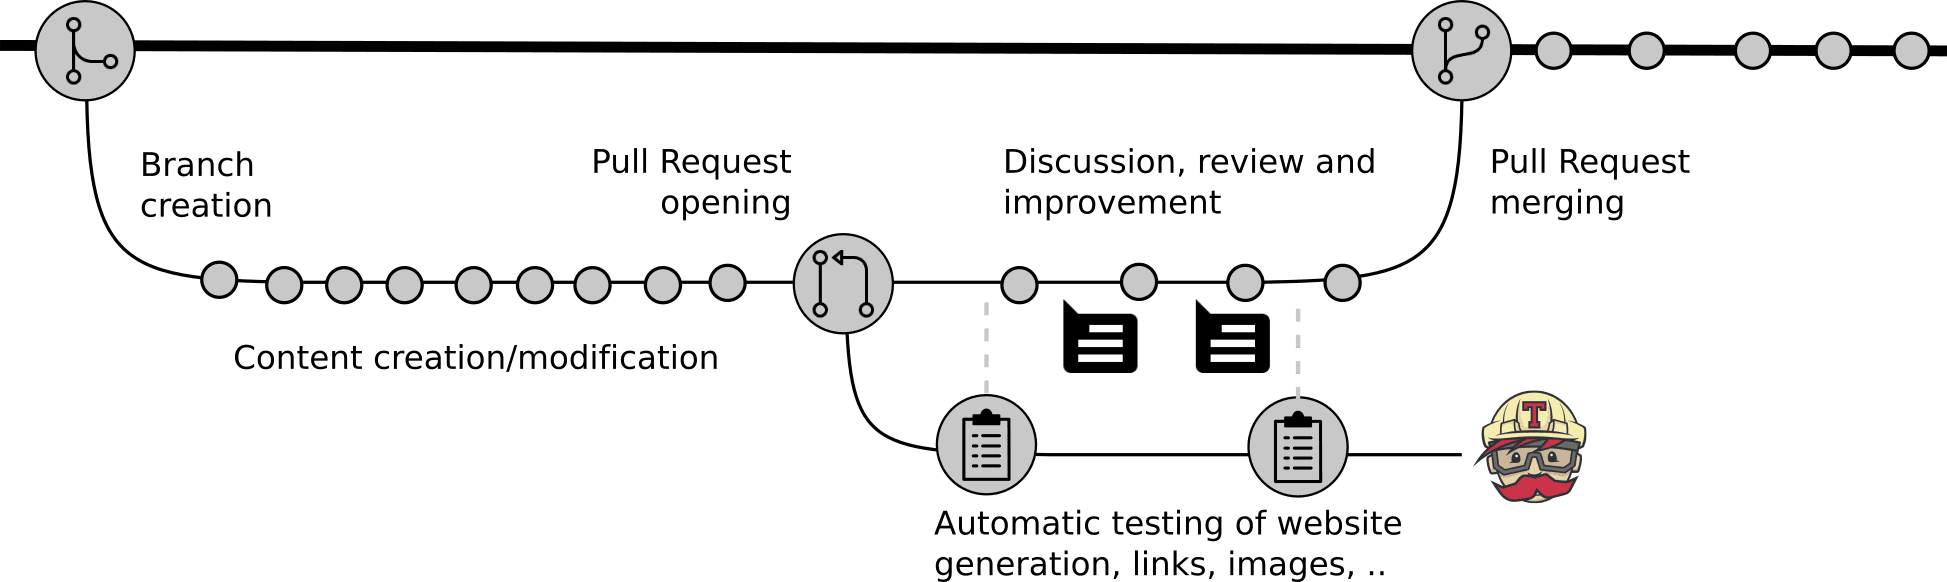 Branch
creation
Pull Request
opening
Discussion, review and
improvement
Pull Request
merging
Content creation/modification
T
Automatic testing of website
generation, links, images, ..